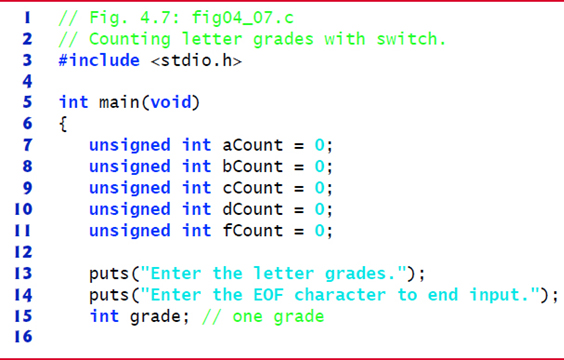 1 // Fig. 4.7: fig04_07.c
2 // Counting letter grades with switch.
3 #include <stdio.h>
4
5 int main(void)
6 {
7    unsigned int aCount = 0;
8    unsigned int bCount = 0;
9    unsigned int cCount = 0;
10    unsigned int dCount = 0;
11    unsigned int fCount = 0;
12
13    puts("Enter the letter grades.");
14    puts("Enter the EOF character to end input.");
15    int grade; // one grade
16